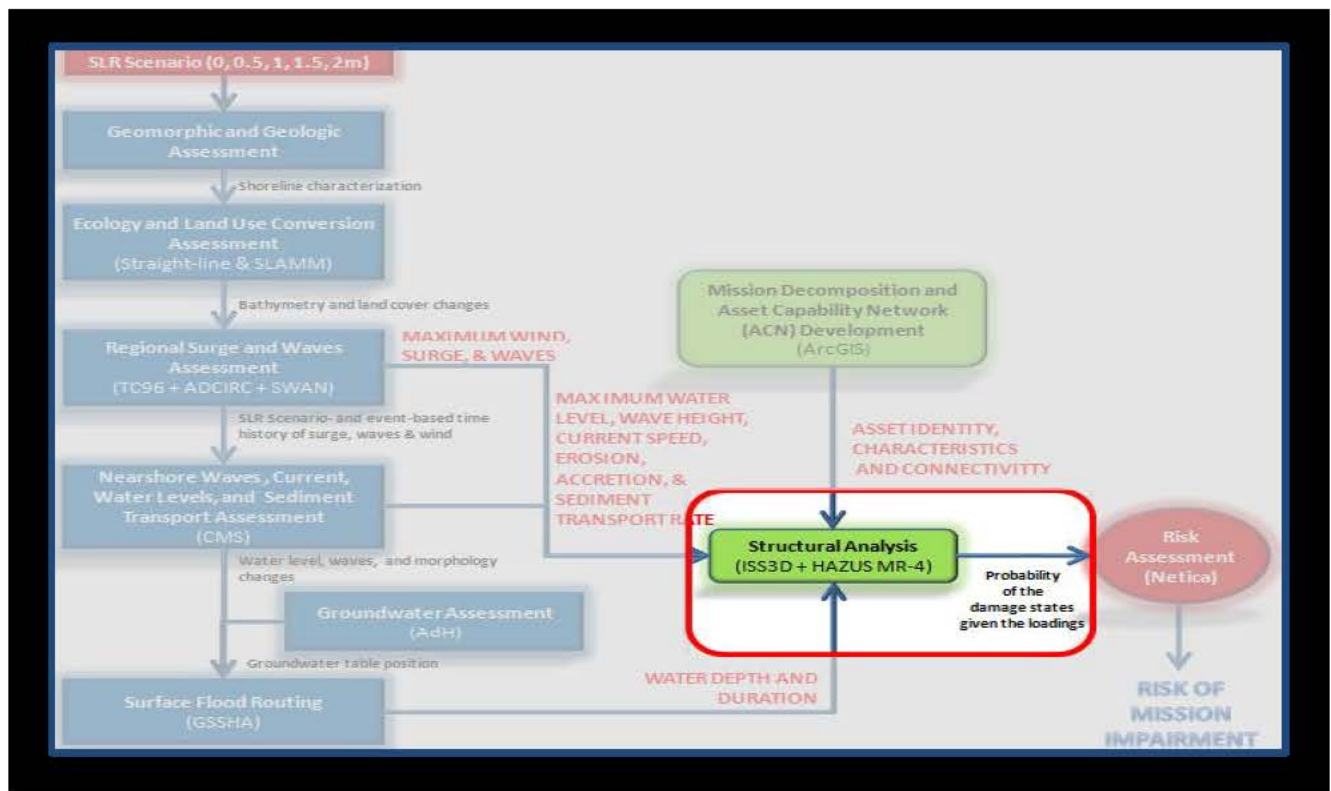 SLR Scenario (0, 0.5, 1, 1.5, 2m)
Geomorphic and Geologic
Assessment
Shoreline characterization
Ecology and Land Use Conversion
Assessment
(Straight-line & SLAMM)
Bathymetry and land cover changes
Regional Surge and Waves
Assessment
(TC96 + ADCIRC + SWAN)
MAXIMUM WIND,
SURGE, & WAVES
SLR Scenario- and event-based time
history of surge, waves & wind
Nearshore Waves, Current,
Water Levels, and Sediment
Transport Assessment
(CMS)
MAXIMUM WATER
LEVEL, WAVE HEIGHT,
CURRENT SPEED,
EROSION,
ACCRETION, &
SEDIMENT
TRANSPORT RATE
Water level, waves, and morphology
changes
Groundwater Assessment
(AdH)
Groundwater table position
Surface Flood Routing
(GSSHA)
Mission Decomposition and
Asset Capability Network
(ACN) Development
(ArcGIS)
ASSET IDENTITY,
CHARACTERISTICS
AND CONNECTIVITTY
Structural Analysis
(ISS3D + HAZUS MR-4)
WATER DEPTH AND
DURATION
Probability
of the
damage states
given the loadings
Risk
Assessment
(Netica)
RISK OF
MISSION
IMPAIRMENT